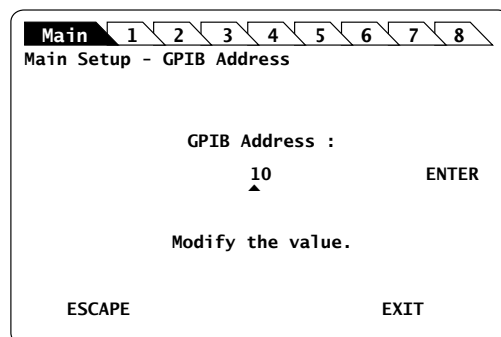 Main 1 2 3 4 5 6 7 8
Main Setup - GPIB Address
GPIB Address :
10 ENTER
Modify the value.
ESCAPE EXIT